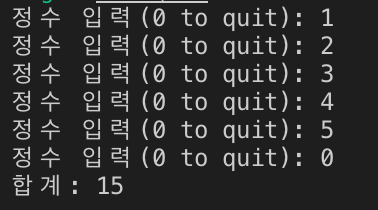 정수 입력(0 to quit): 1
정수 입력(0 to quit): 2
정수 입력(0 to quit): 3
정수 입력(0 to quit): 4
정수 입력(0 to quit): 5
정수 입력(0 to quit): 0
합계: 15